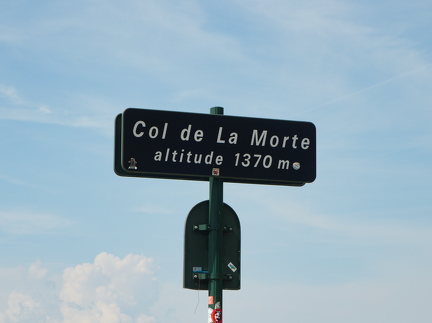 Col de La Morte
altitude 1370 m